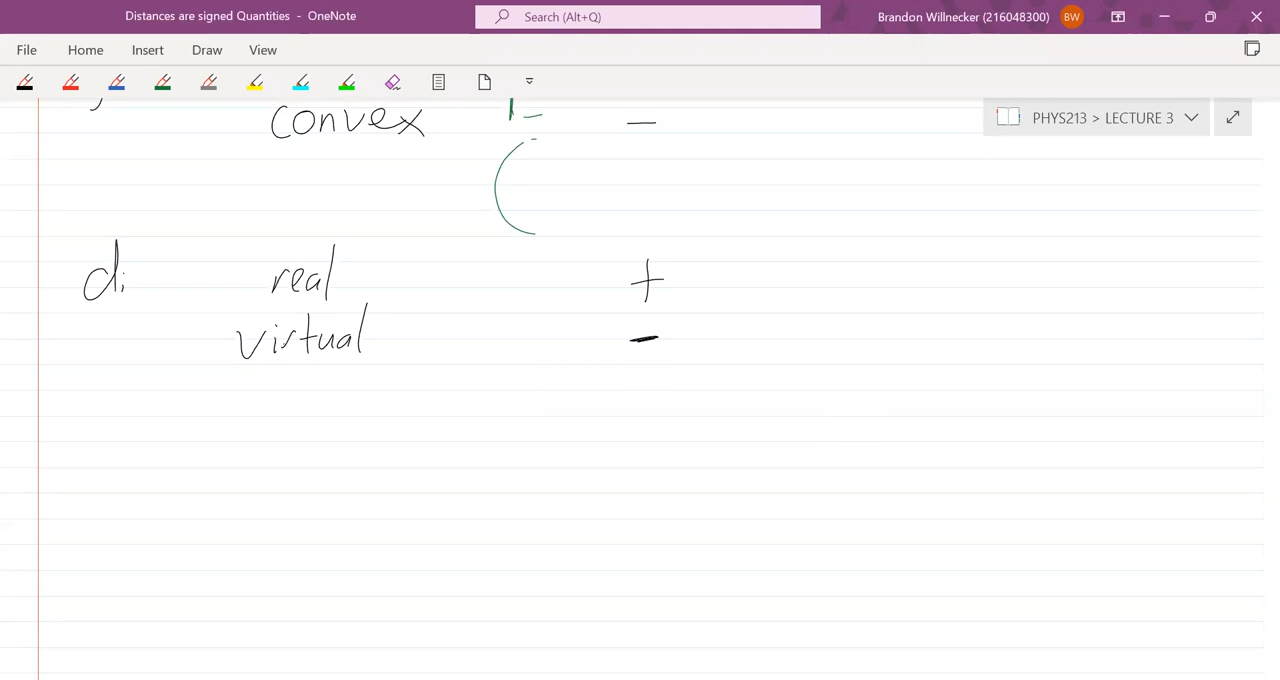 Distances are signed Quantities - OneNote
Search (Alt+Q)
Brandon Willnecker (216048300) BW
File Home Insert Draw View
PHYS213 > LECTURE 3
convex −
di real +
virtual −